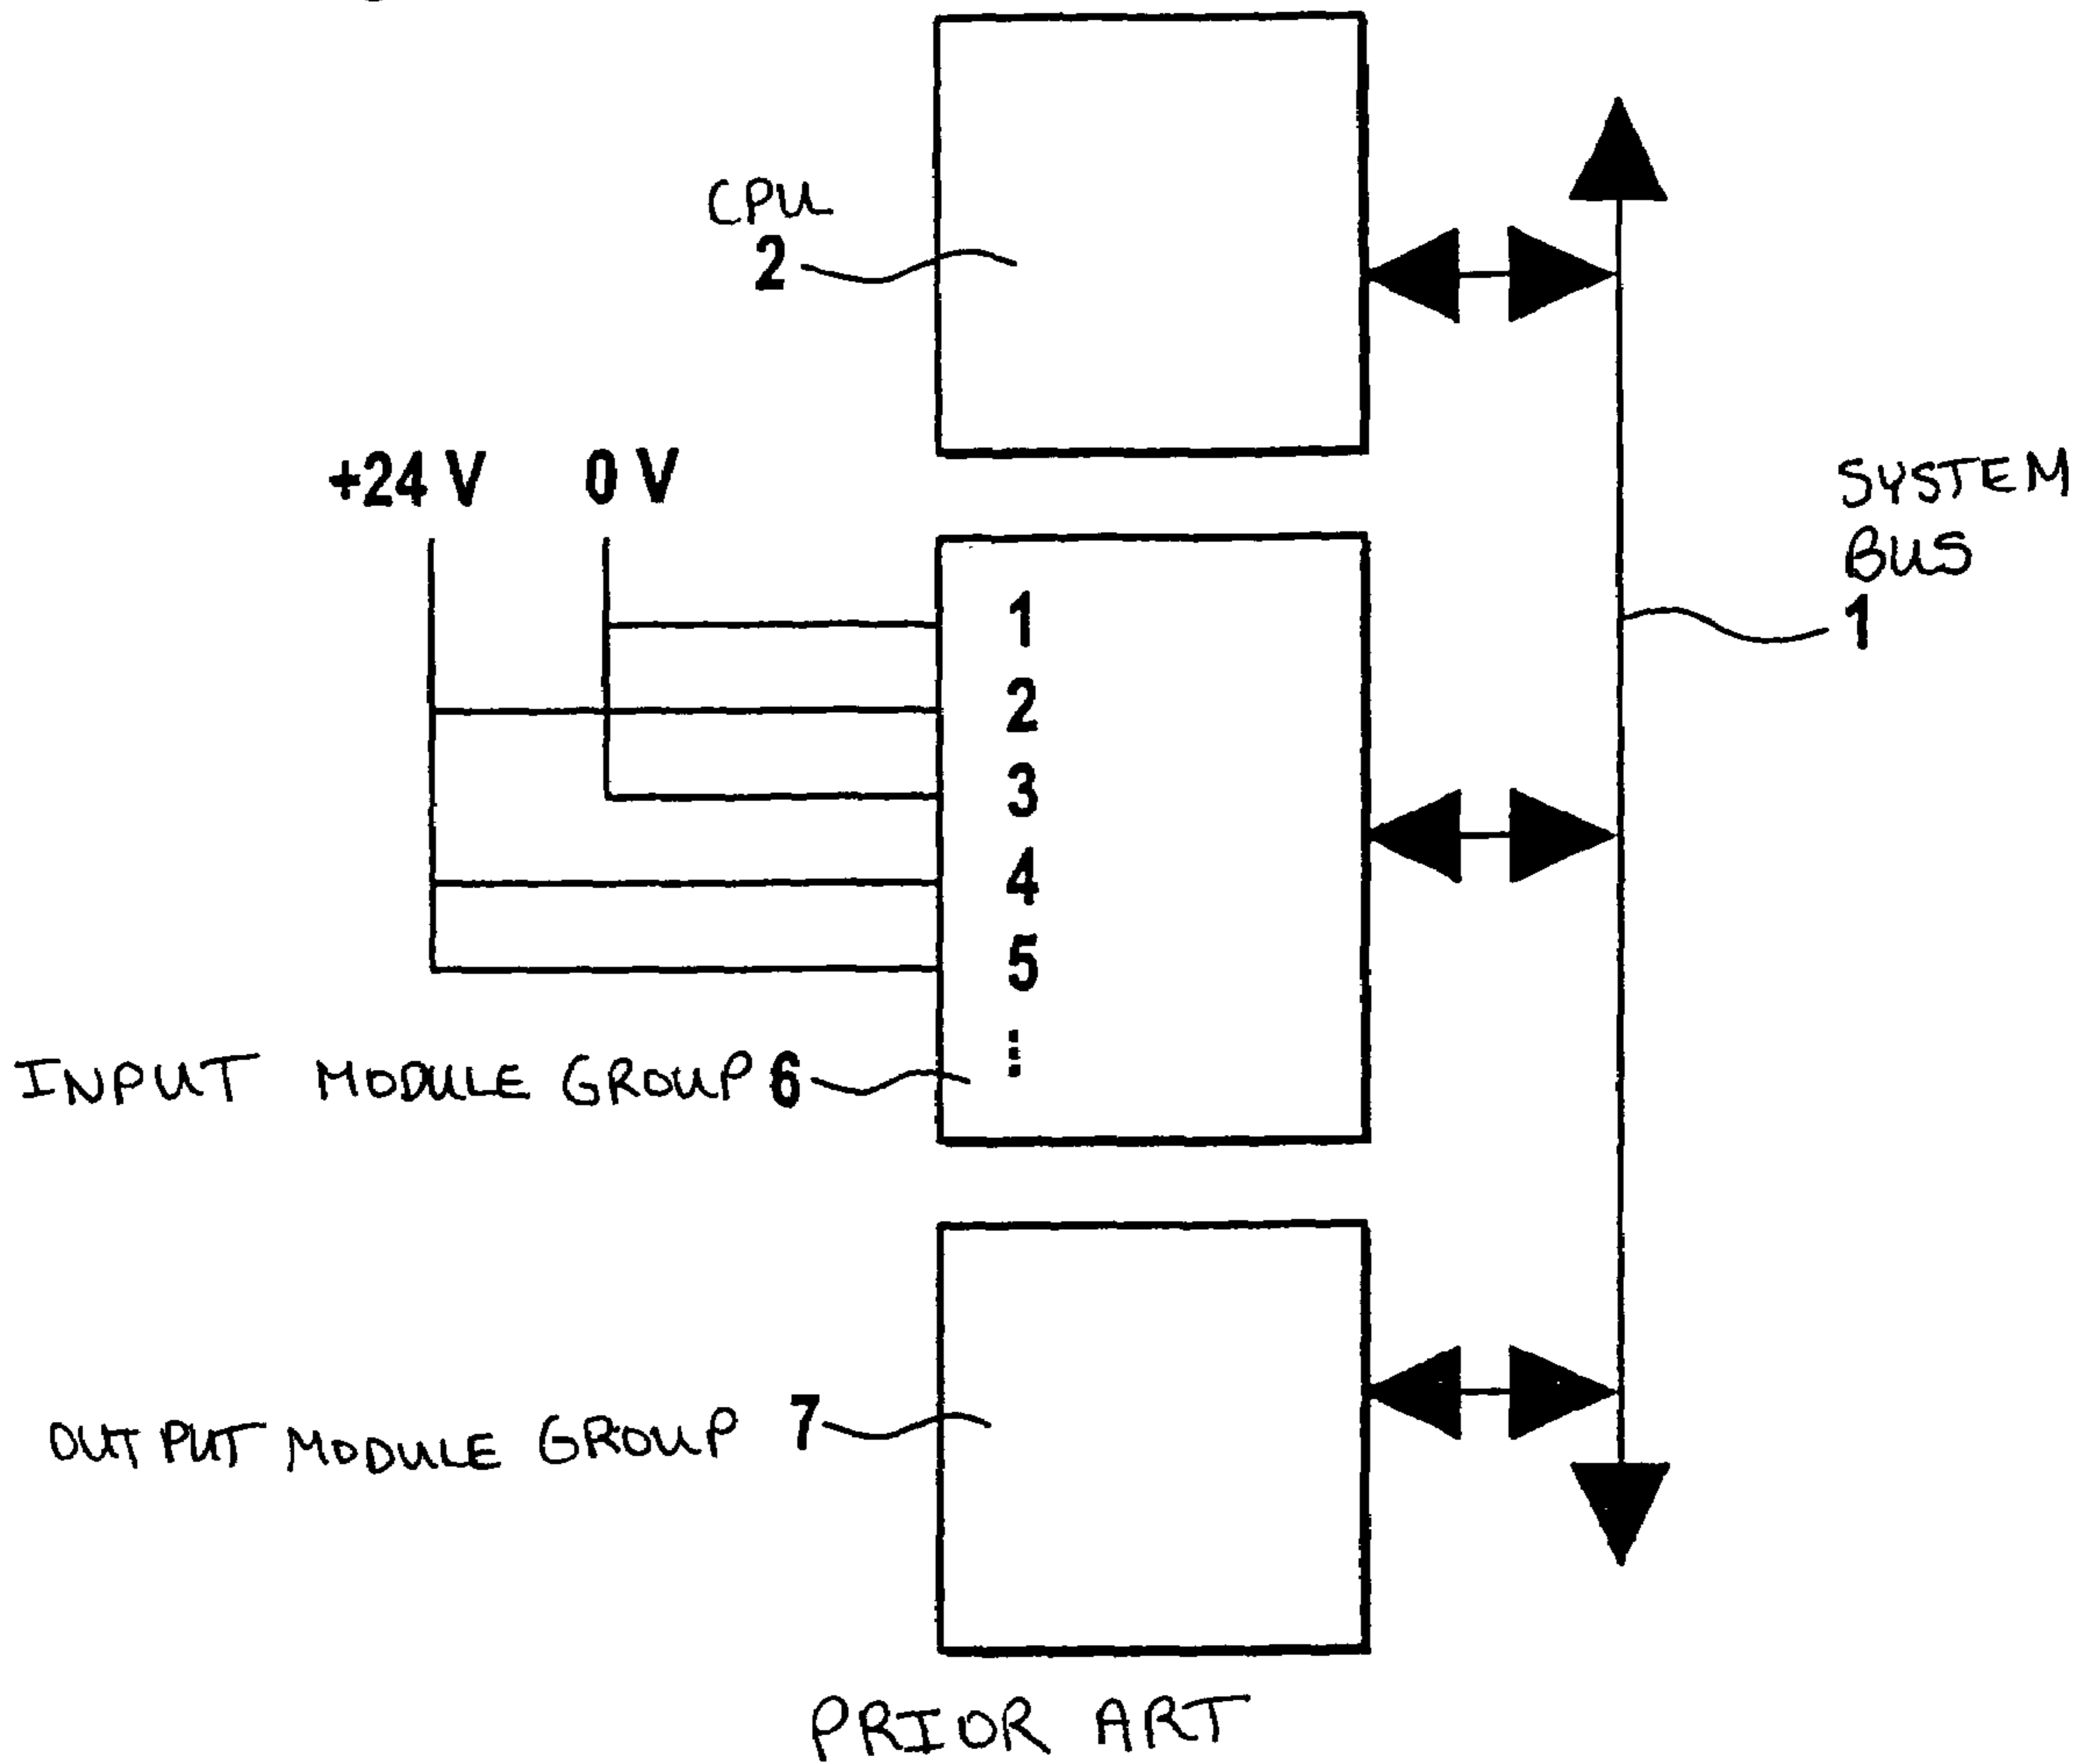 CPU
2
+24 V 0 V
SYSTEM
BUS
1
1
2
3
4
5
INPUT MODULE GROUP 6
OUTPUT MODULE GROUP 7
PRIOR ART